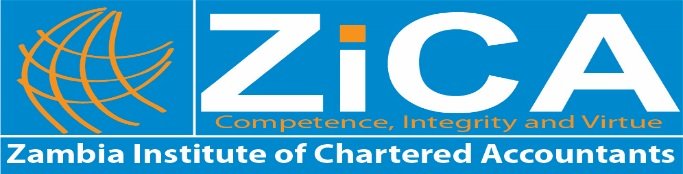 ZiCA
Competence, Integrity and Virtue
Zambia Institute of Chartered Accountants